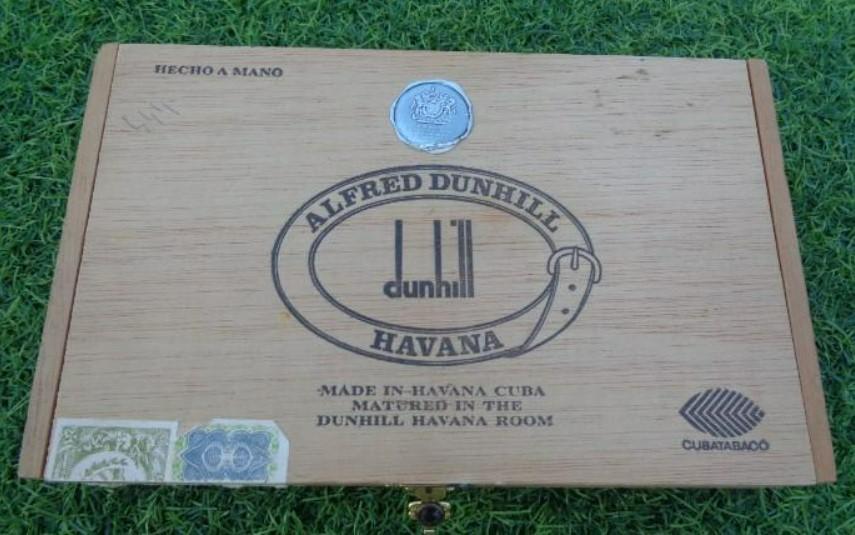 HECHO A MANO
ALFRED DUNHILL
dunhill
HAVANA
MADE IN HAVANA CUBA
MATURED IN THE
DUNHILL HAVANA ROOM
CUBATABACO